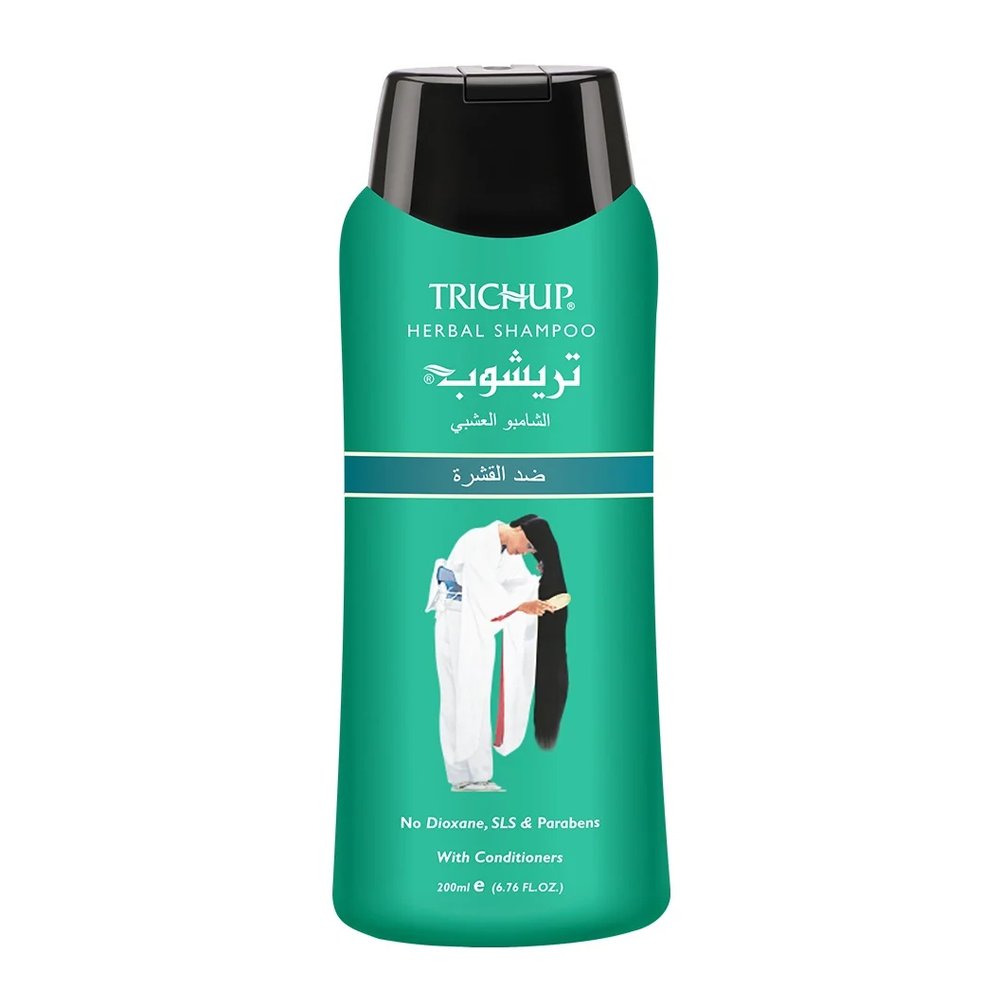 TRICHUP®
HERBAL SHAMPOO
تريشوب®
الشامبو العشبي
ضد القشرة
No Dioxane, SLS & Parabens
With Conditioners
200ml e (6.76 FL.OZ.)